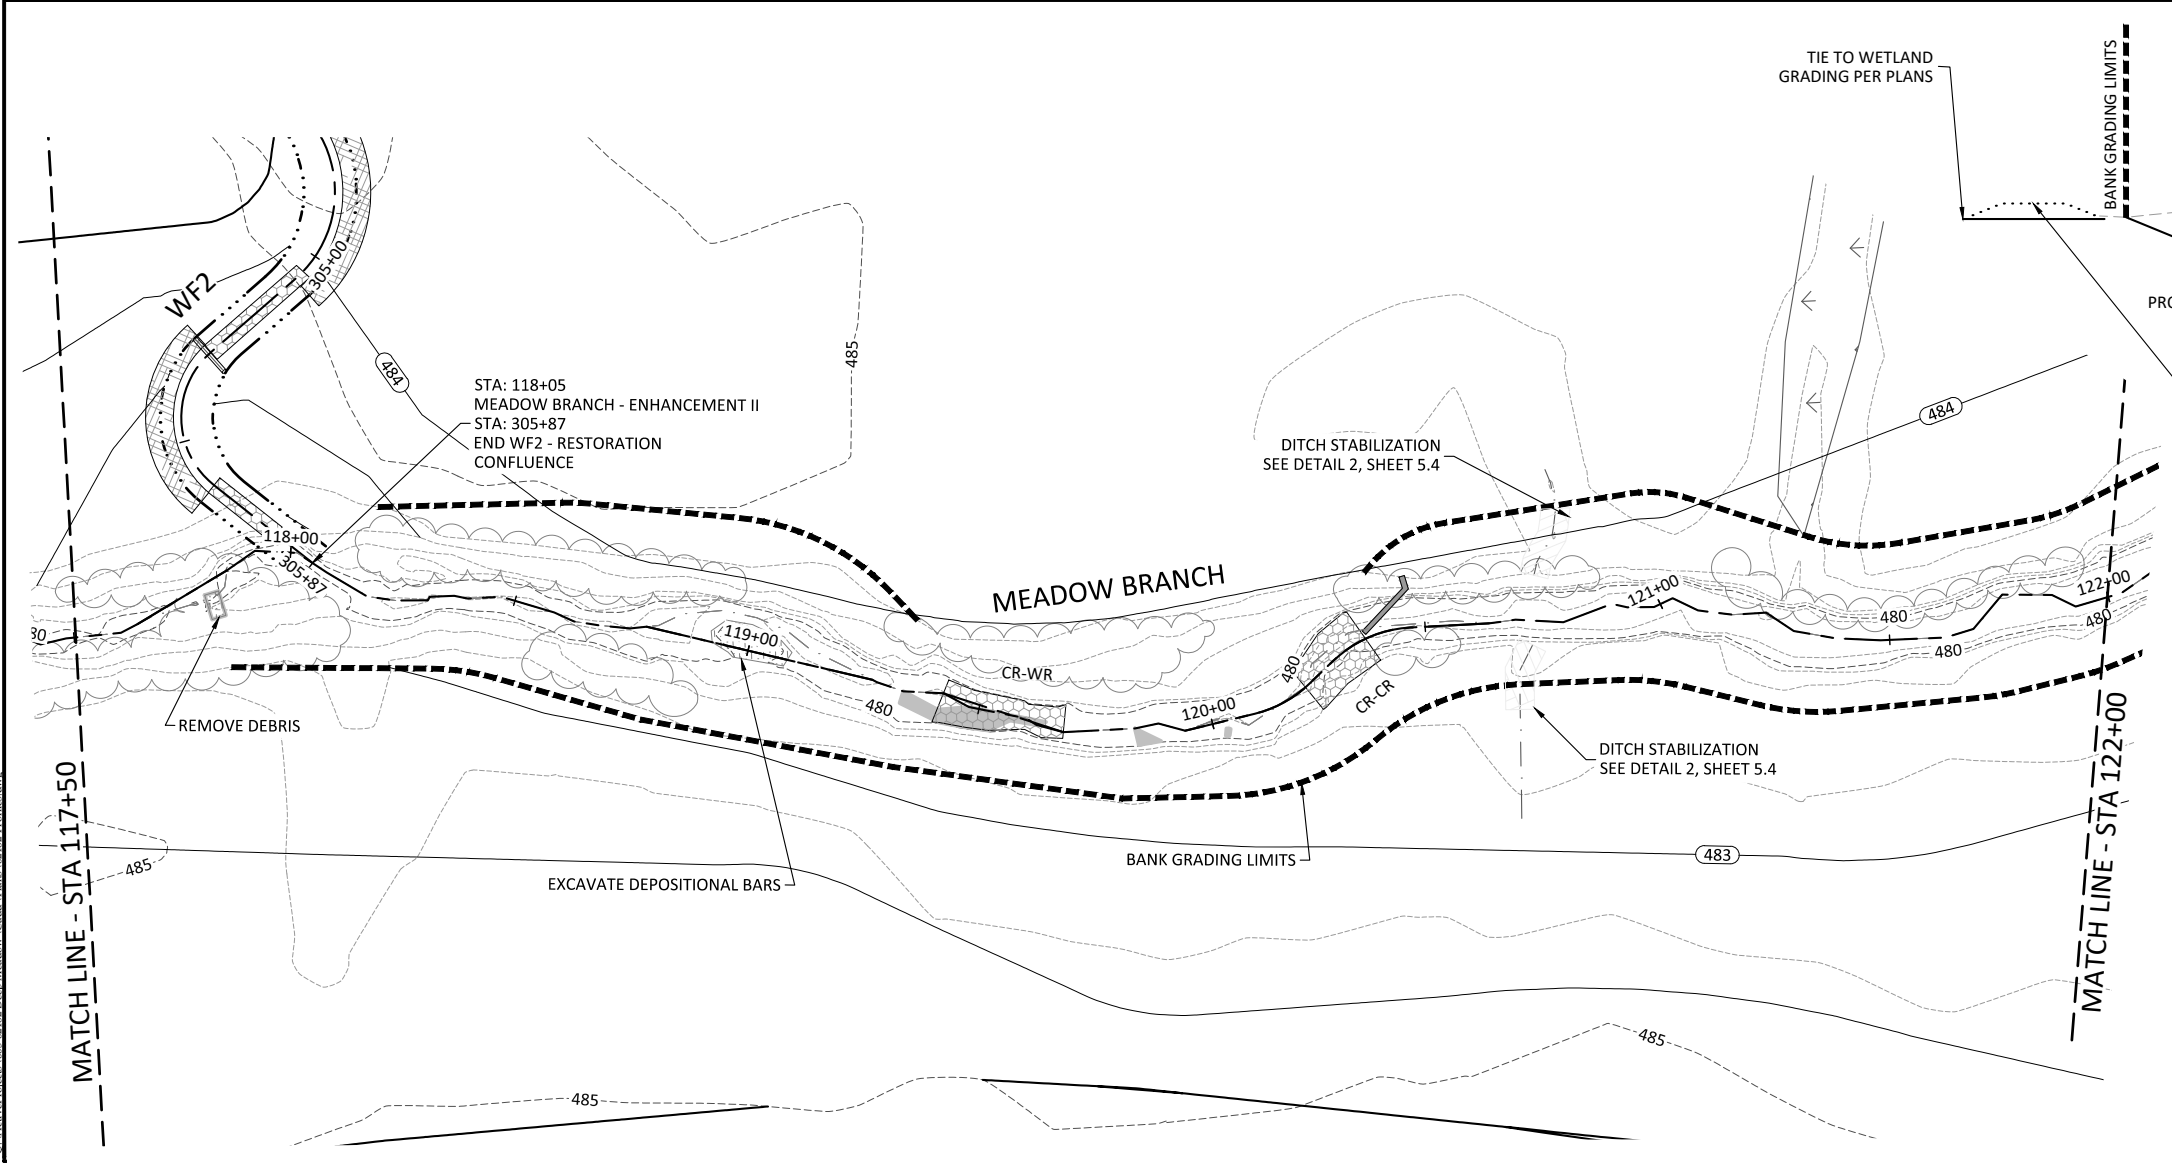 TIE TO WETLAND
GRADING PER PLANS
BANK GRADING LIMITS
305+00
WF2
PRO
485
484
STA: 118+05
MEADOW BRANCH - ENHANCEMENT II
STA: 305+87
END WF2 - RESTORATION
CONFLUENCE
484
DITCH STABILIZATION
SEE DETAIL 2, SHEET 5.4
118+00
305+87
MEADOW BRANCH
121+00
122+00
480
480
480
80
119+00
CR-WR
480
480
CR-CR
120+00
REMOVE DEBRIS
DITCH STABILIZATION
SEE DETAIL 2, SHEET 5.4
485
BANK GRADING LIMITS
483
EXCAVATE DEPOSITIONAL BARS
MATCH LINE - STA 117+50
MATCH LINE - STA 122+00
485
485